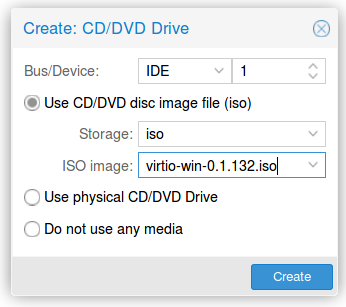 Create: CD/DVD Drive
Bus/Device: IDE 1
Use CD/DVD disc image file (iso)
Storage: iso
ISO image: virtio-win-0.1.132.iso
Use physical CD/DVD Drive
Do not use any media
Create